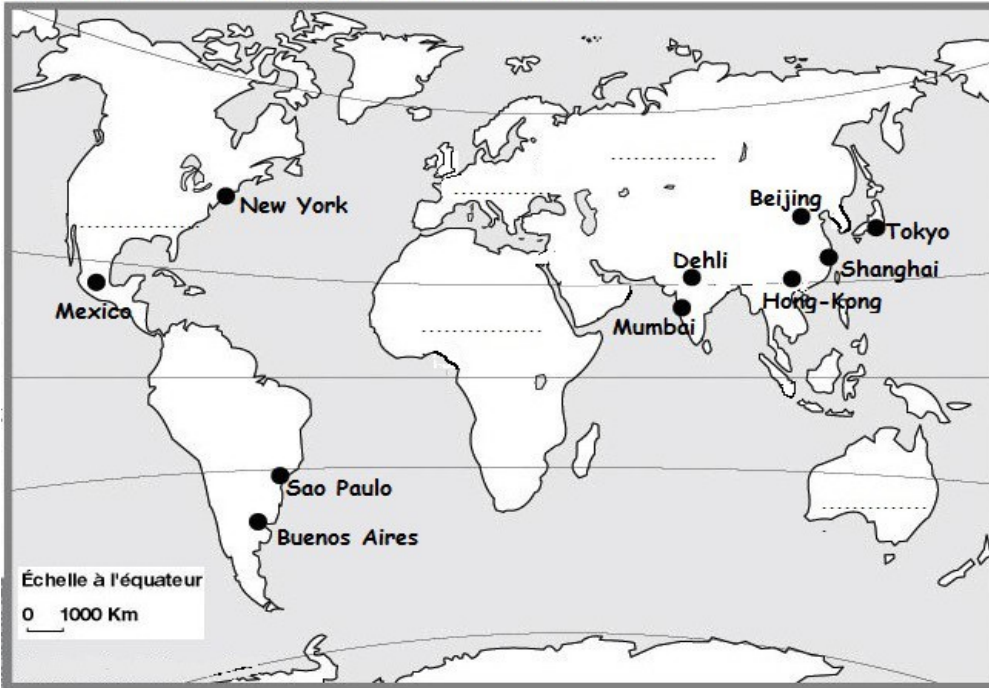 Beijing
New York
Tokyo
Dehli
Shanghai
Mexico
Hong-Kong
Mumbai
Sao Paulo
Buenos Aires
Échelle à l'équateur
0 1000 Km